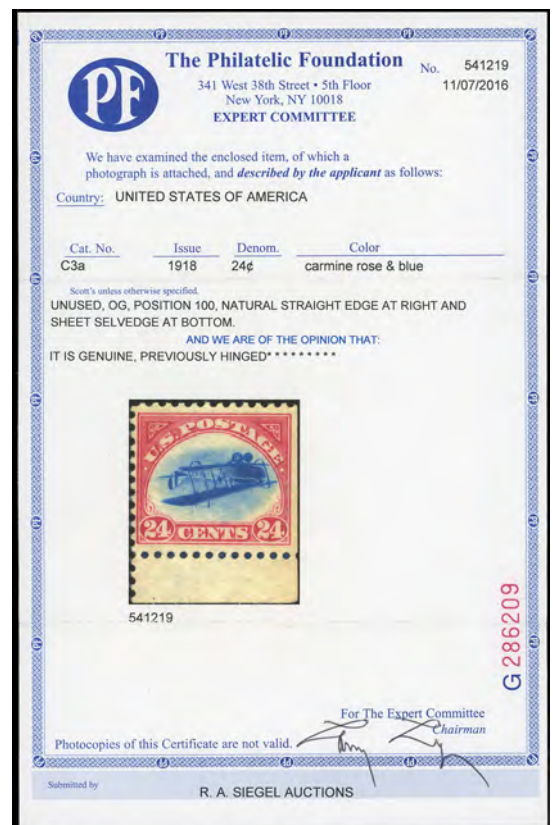 PF
The Philatelic Foundation
No. 541219
341 West 38th Street • 5th Floor
11/07/2016
New York, NY 10018
EXPERT COMMITTEE
We have examined the enclosed item, of which a
photograph is attached, and described by the applicant as follows:
Country: UNITED STATES OF AMERICA
Cat. No. Issue Denom. Color
C3a 1918 24¢ carmine rose & blue
Scott's unless otherwise specified.
UNUSED, OG, POSITION 100, NATURAL STRAIGHT EDGE AT RIGHT AND
SHEET SELVEDGE AT BOTTOM.
AND WE ARE OF THE OPINION THAT:
IT IS GENUINE, PREVIOUSLY HINGED* * * * * * * * *
U.S. POSTAGE
24 CENTS 24
541219
G 286209
For The Expert Committee
Chairman
Photocopies of this Certificate are not valid.
Submitted by
R. A. SIEGEL AUCTIONS